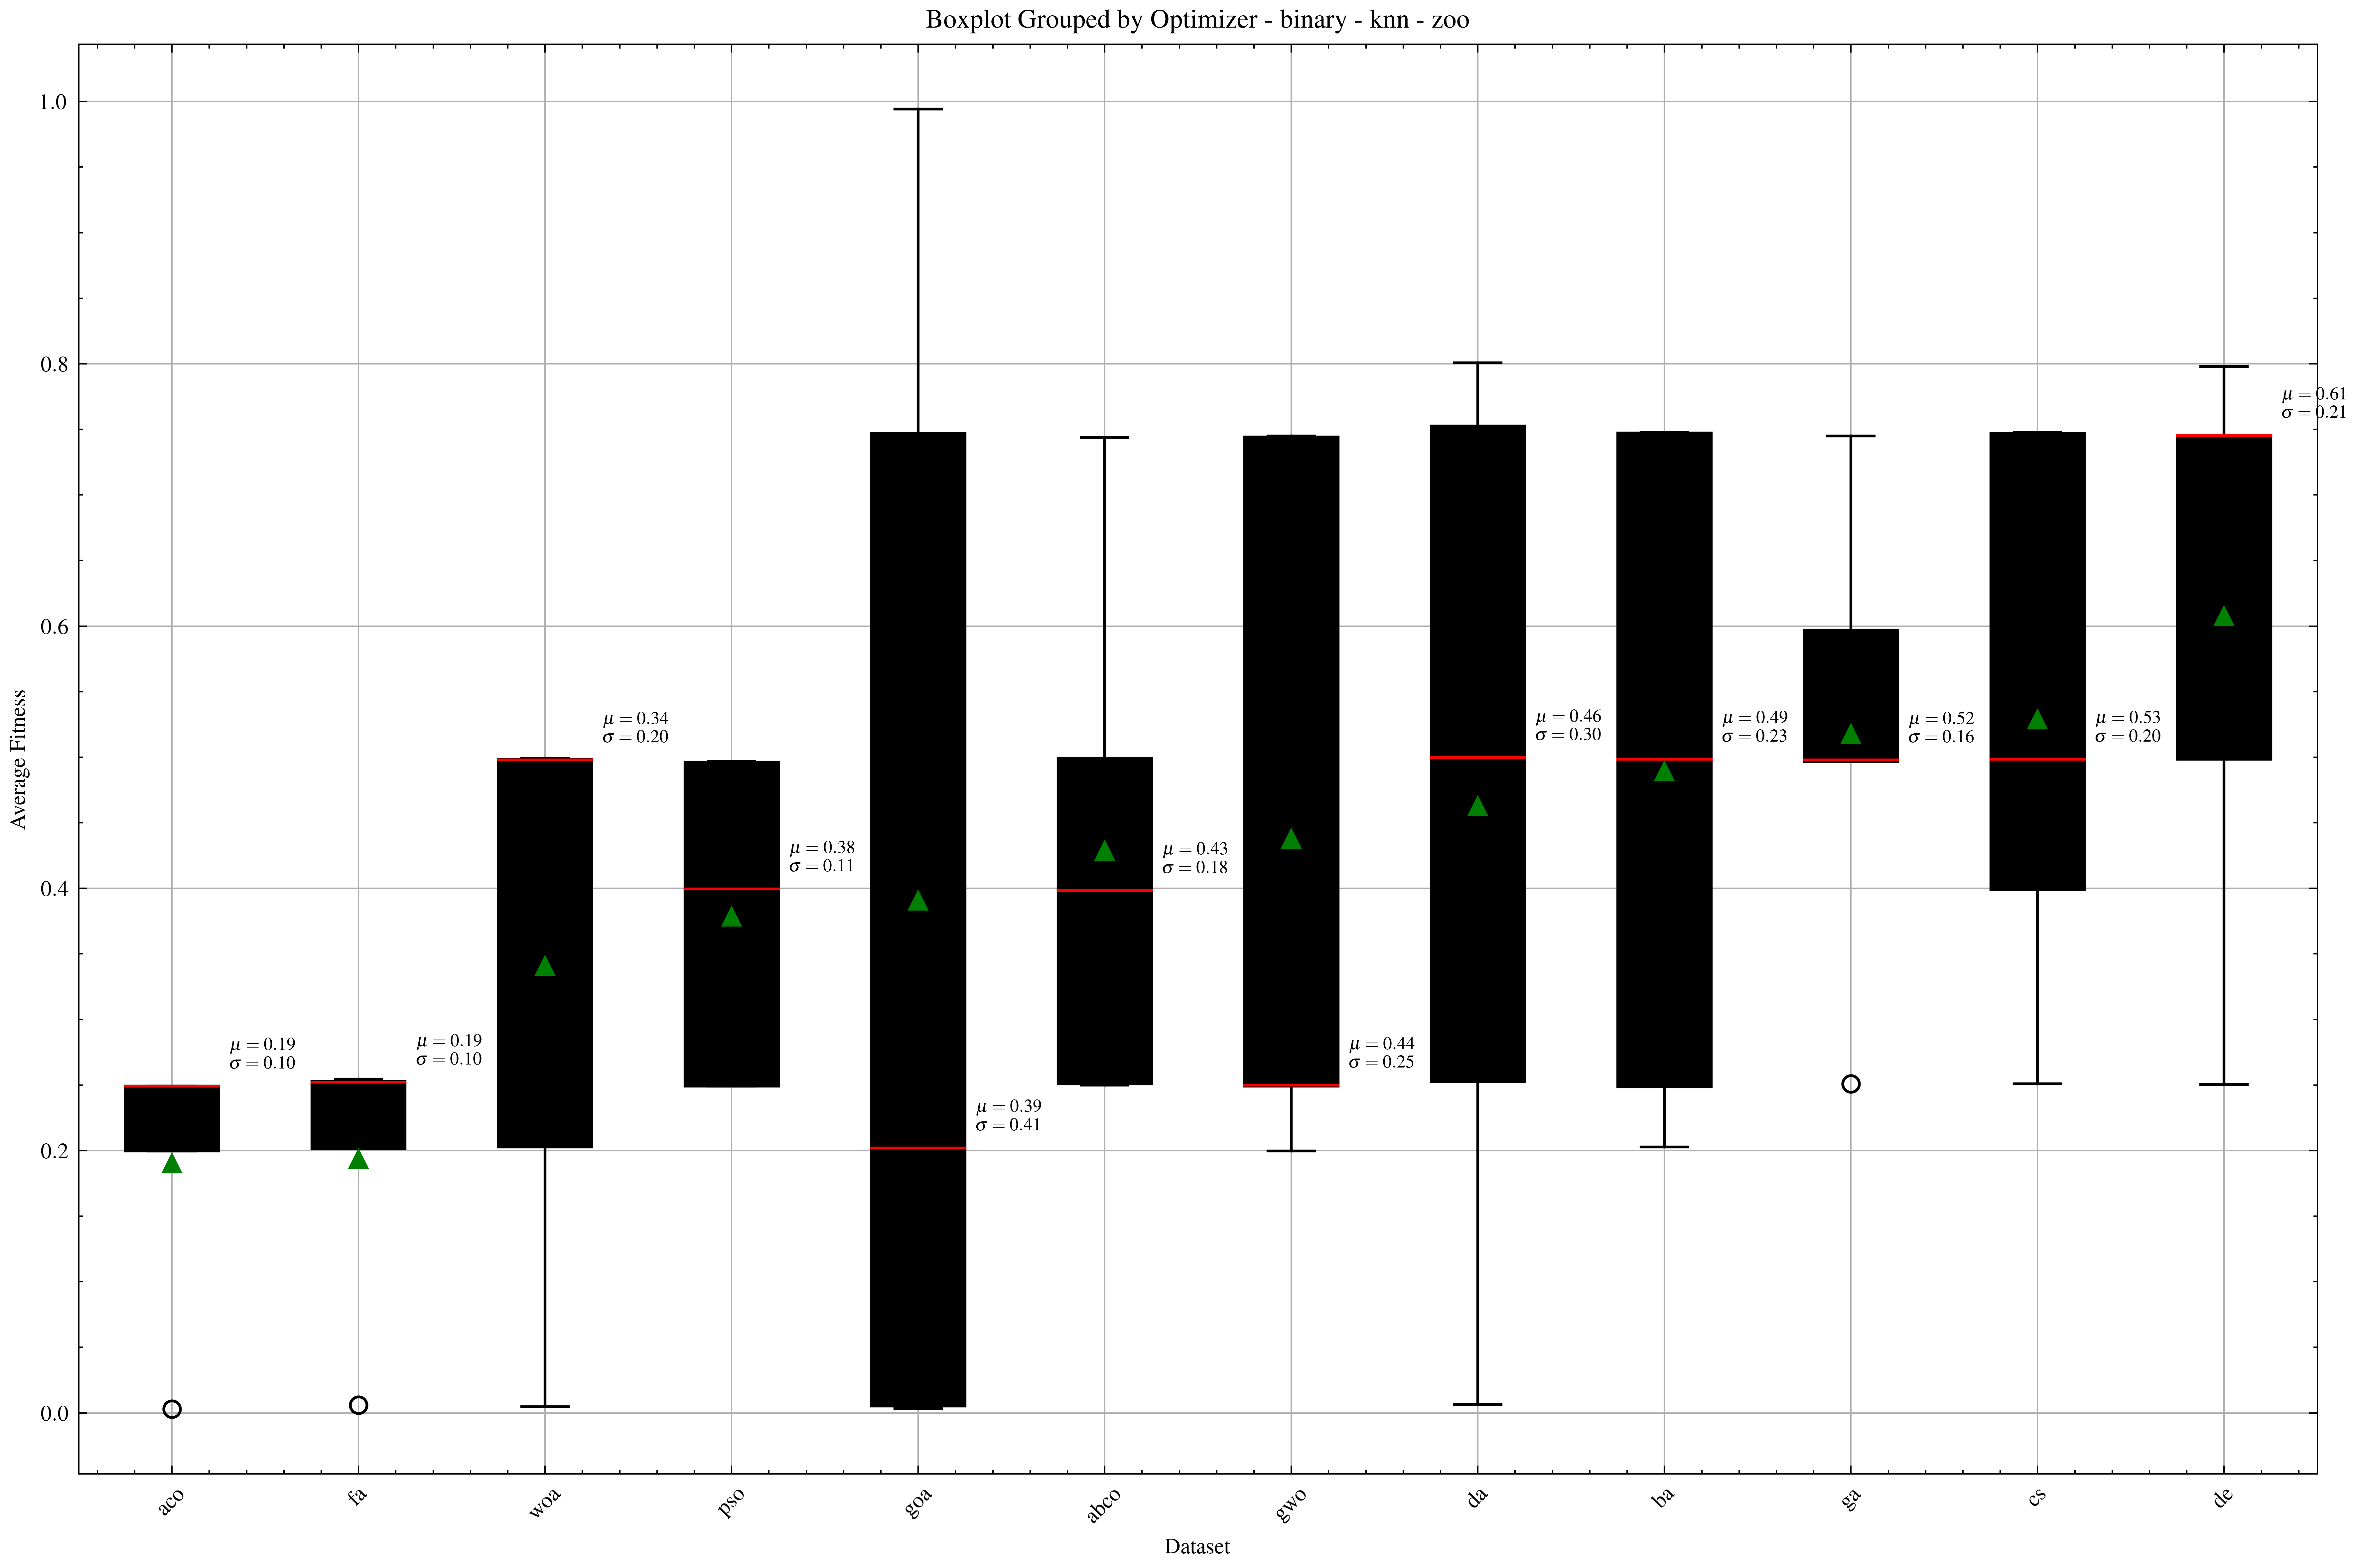 Boxplot Grouped by Optimizer - binary - knn - zoo
Average Fitness
1.0
0.8
0.6
0.4
0.2
0.0
μ = 0.19
σ = 0.10
μ = 0.19
σ = 0.10
μ = 0.34
σ = 0.20
μ = 0.38
σ = 0.11
μ = 0.39
σ = 0.41
μ = 0.43
σ = 0.18
μ = 0.44
σ = 0.25
μ = 0.46
σ = 0.30
μ = 0.49
σ = 0.23
μ = 0.52
σ = 0.16
μ = 0.53
σ = 0.20
μ = 0.61
σ = 0.21
aco
fa
woa
pso
goa
abco
gwo
da
ba
ga
cs
de
Dataset